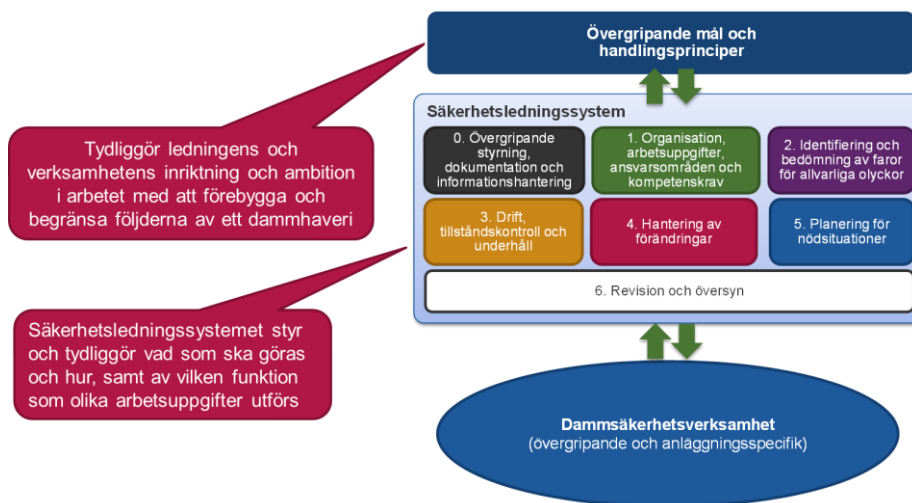 Övergripande mål och
handlingsprinciper
Säkerhetsledningssystem
Tydliggör ledningens och
verksamhetens inriktning och ambition
i arbetet med att förebygga och
begränsa följderna av ett dammhaveri
0. Övergripande
styrning,
dokumentation och
informationshantering
1. Organisation,
arbetsuppgifter,
ansvarsområden och
kompetenskrav
2. Identifiering och
bedömning av faror
för allvarliga olyckor
3. Drift,
tillståndskontroll och
underhåll
4. Hantering av
förändringar
5. Planering för
nödsituationer
6. Revision och översyn
Säkerhetsledningssystemet styr
och tydliggör vad som ska göras
och hur, samt av vilken funktion
som olika arbetsuppgifter utförs
Dammsäkerhetsverksamhet
(övergripande och anläggningsspecifik)